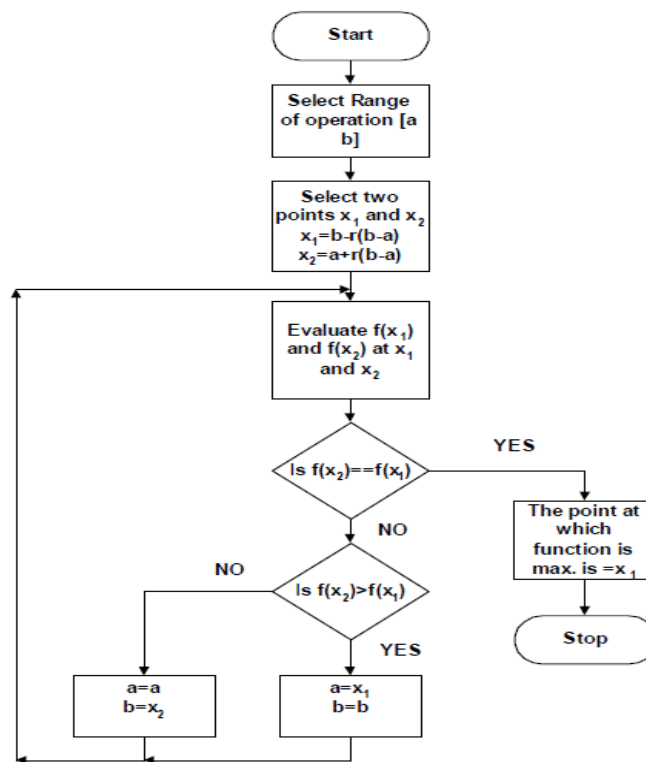 Start
Select Range
of operation [a
b]
Select two
points x₁ and x₂
x₁=b-r(b-a)
x₂=a+r(b-a)
Evaluate f(x₁)
and f(x₂) at x₁
and x₂
Is f(x₂)==f(x₁)
YES
The point at
which
function is
max. is =x₁
Stop
NO
Is f(x₂)>f(x₁)
NO
YES
a=a
b=x₂
a=x₁
b=b